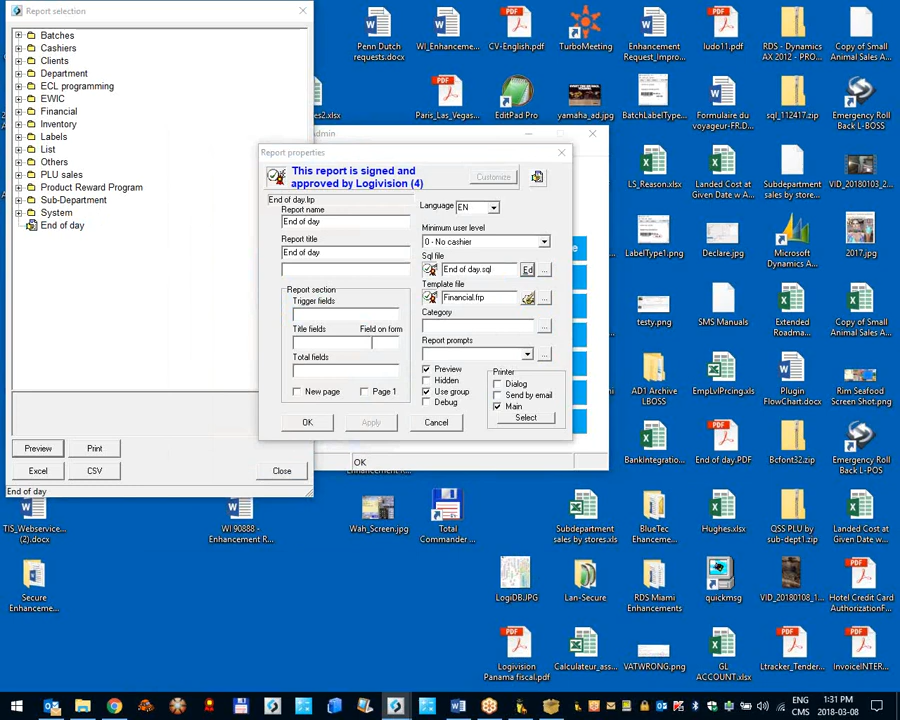 Report selection
Batches
Cashiers
Clients
Department
ECL programming
EWIC
Financial
Inventory
Labels
List
Others
PLU sales
Product Reward Program
Sub-Department
System
End of day
Preview
Print
Excel
CSV
Close
End of day
Report properties
This report is signed and
approved by Logivision (4)
Customize
End of day.lrp
Report name
End of day
Report title
End of day
Report section
Trigger fields
Title fields
Field on form
Total fields
New page
Page 1
Language
EN
Minimum user level
0 - No cashier
Sql file
End of day.sql
Ed
...
Template file
Financial.frp
...
Category
...
Report prompts
...
Preview
Hidden
Use group
Debug
Printer
Dialog
Send by email
Main
Select
OK
Apply
Cancel
OK
Penn Dutch
requests.docx
WI_Enhanceme...
CV-English.pdf
TurboMeeting
Enhancement
Request_Impro...
ludo11.pdf
RDS - Dynamics
AX 2012 - PRO...
Copy of Small
Animal Sales A...
Paris_Las_Vegas...
EditPad Pro
yamaha_ad.jpg
BatchLabelType...
Formulaire du
voyageur-FR.D...
sql_112417.zip
Emergency Roll
Back L-BOSS
LS_Reason.xlsx
Landed Cost at
Given Date w...
Subdepartment
sales by store...
VID_20180103_2...
LabelType1.png
Declare.jpg
Microsoft
Dynamics A...
2017.jpg
testy.png
SMS Manuals
Extended
Roadma...
Copy of Small
Animal Sales A...
AD1 Archive
LBOSS
EmpLvlPrcing.xlsx
Plugin
FlowChart.docx
Rim Seafood
Screen Shot.png
BankIntegratio...
End of day.PDF
Bcfont32.zip
Emergency Roll
Back L-POS
TIS_Webservice...
(2).docx
WI 90888 -
Enhancement R...
Wah_Screen.jpg
Total
Commander ...
Subdepartment
sales by stores.xls
BlueTec
Ehancements...
Hughes.xlsx
QSS PLU by
sub-dept1.zip
Landed Cost at
Given Date w...
Secure
Enhanceme...
LogiDB.JPG
Lan-Secure
RDS Miami
Enhancements
quickmsg
VID_20180108_1...
Hotel Credit Card
AuthorizationF...
Logivision
Panama fiscal.pdf
Calculateur_ass...
VATWRONG.png
GL
ACCOUNT.xlsx
Ltracker_Tender...
InvoiceINTER...
ENG
CMS
1:31 PM
2018-03-08